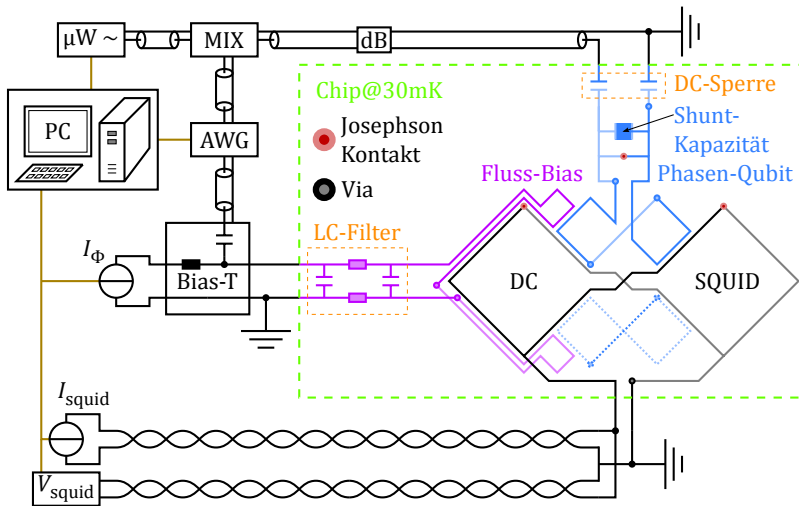 µW ~
MIX
dB
Chip@30mK
DC-Sperre
PC
AWG
Josephson
Kontakt
Shunt-
Kapazität
Via
Fluss-Bias
Phasen-Qubit
LC-Filter
IΦ
Bias-T
DC
SQUID
Isquid
Vsquid